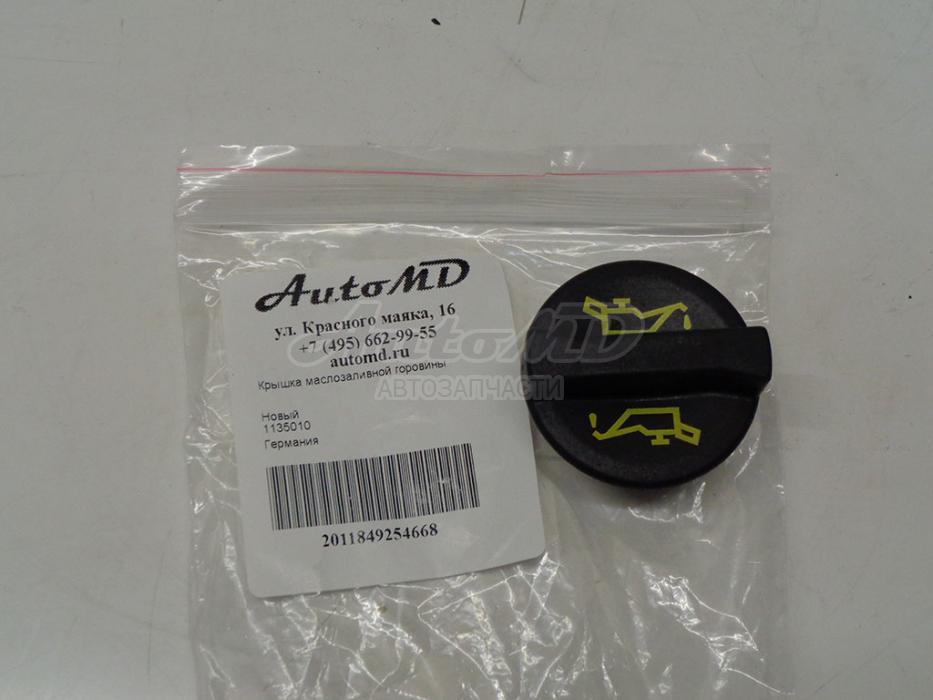 AutoMD
ул. Красного маяка, 16
+7 (495) 662-99-55
automd.ru
Крышка маслозаливной горовины
Новый
1135010
Германия
2011849254668
AutoMD
АВТОЗАПЧАСТИ